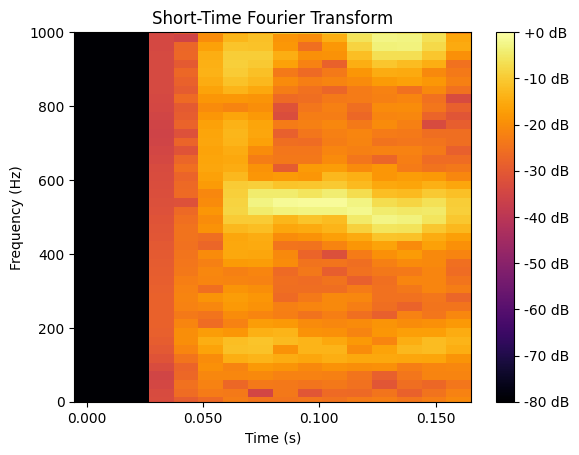 Short-Time Fourier Transform
1000
800
600
400
200
0
Frequency (Hz)
0.000
0.050
0.100
0.150
Time (s)
+0 dB
-10 dB
-20 dB
-30 dB
-40 dB
-50 dB
-60 dB
-70 dB
-80 dB